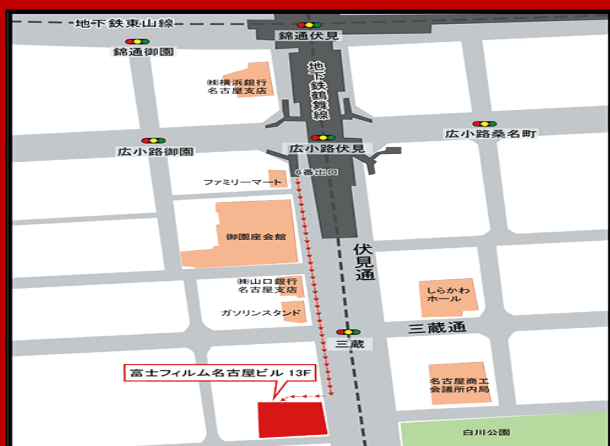 地下鉄東山線
錦通伏見
錦通御園
地下鉄鶴舞線
㈱横浜銀行
名古屋支店
広小路桑名町
広小路伏見
広小路御園
6番出口
ファミリーマート
御園座会館
伏見通
㈱山口銀行
名古屋支店
しらかわ
ホール
ガソリンスタンド
三蔵通
三蔵
富士フィルム名古屋ビル 13F
名古屋商工
会議所内局
白川公園